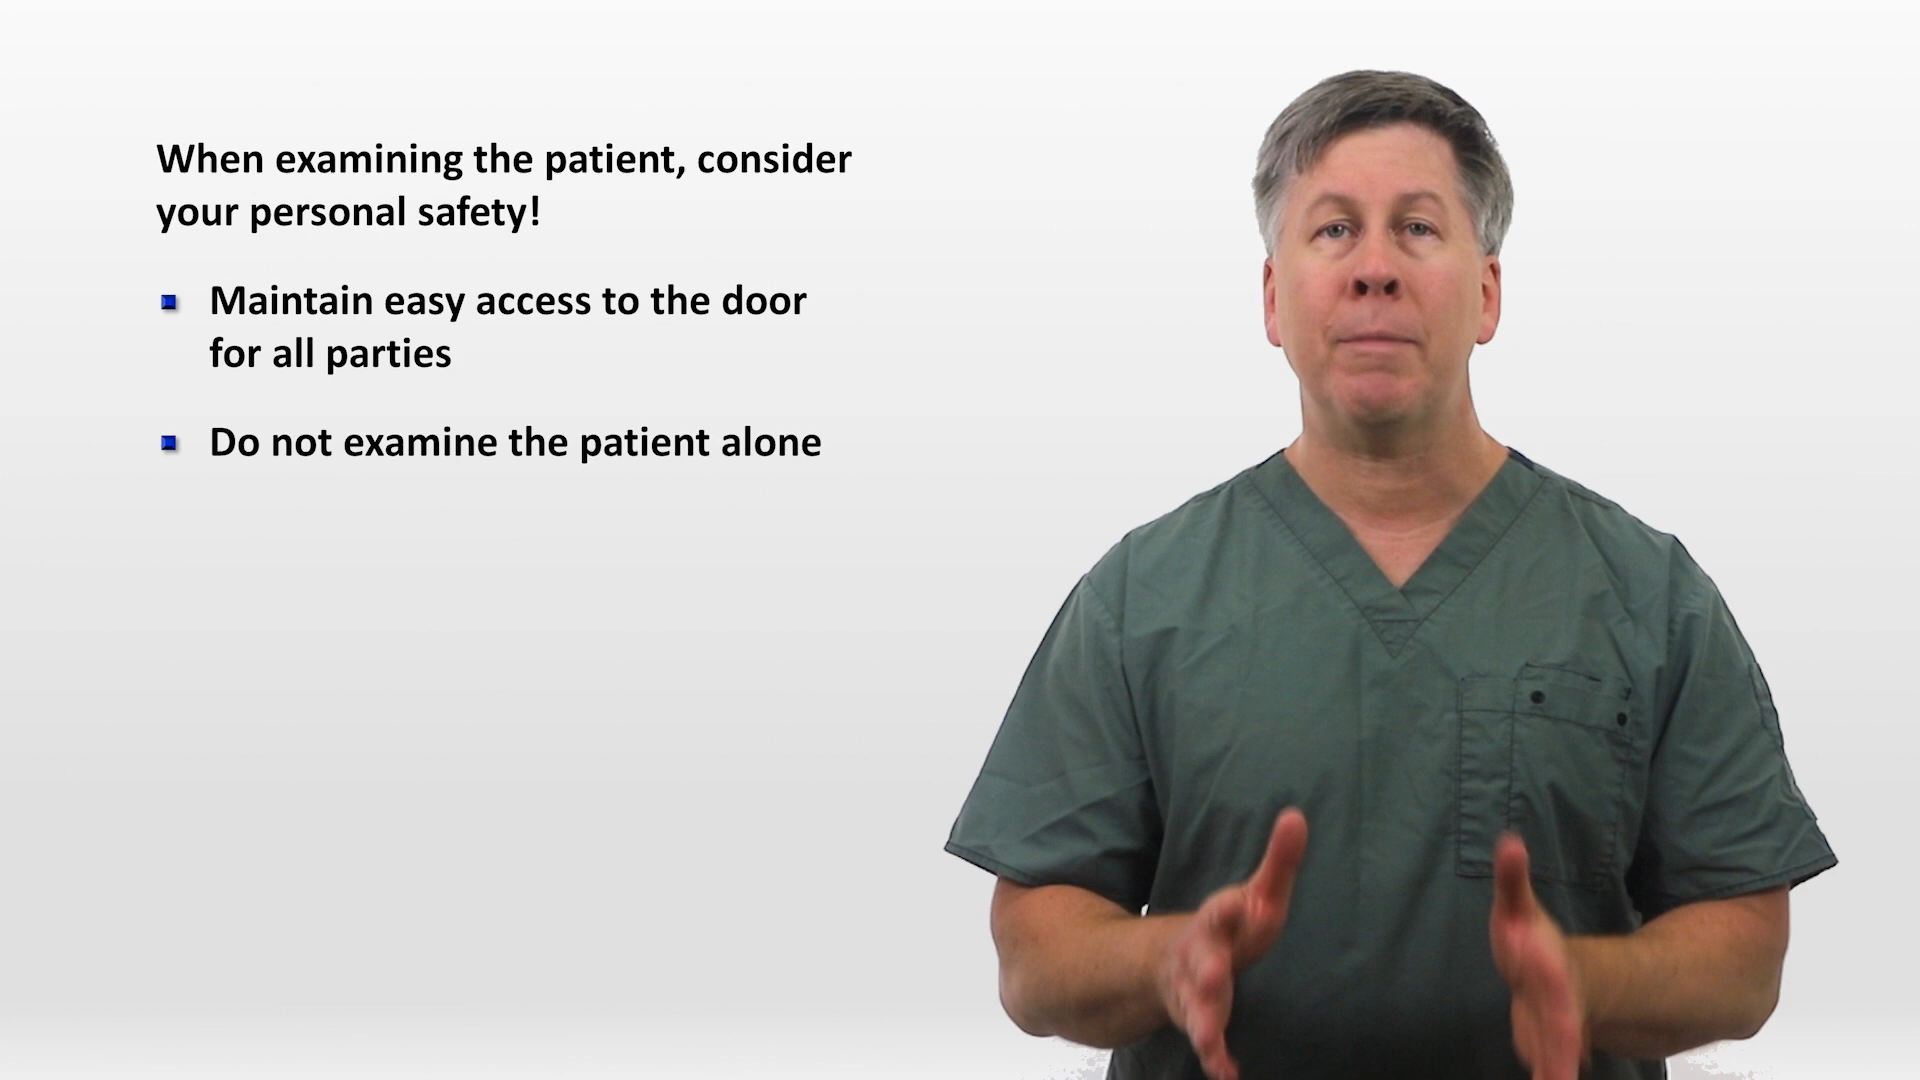 When examining the patient, consider
your personal safety!
Maintain easy access to the door
for all parties
Do not examine the patient alone